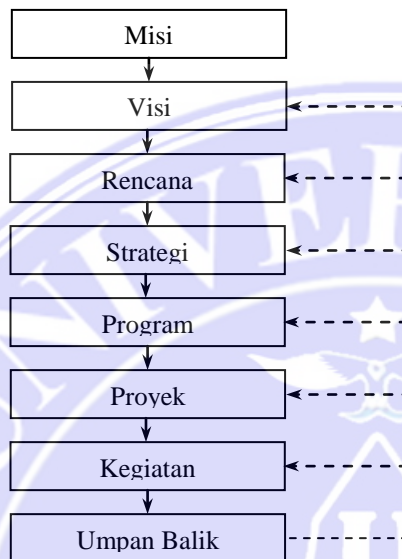 Misi
Visi
Rencana
Strategi
Program
Proyek
Kegiatan
Umpan Balik